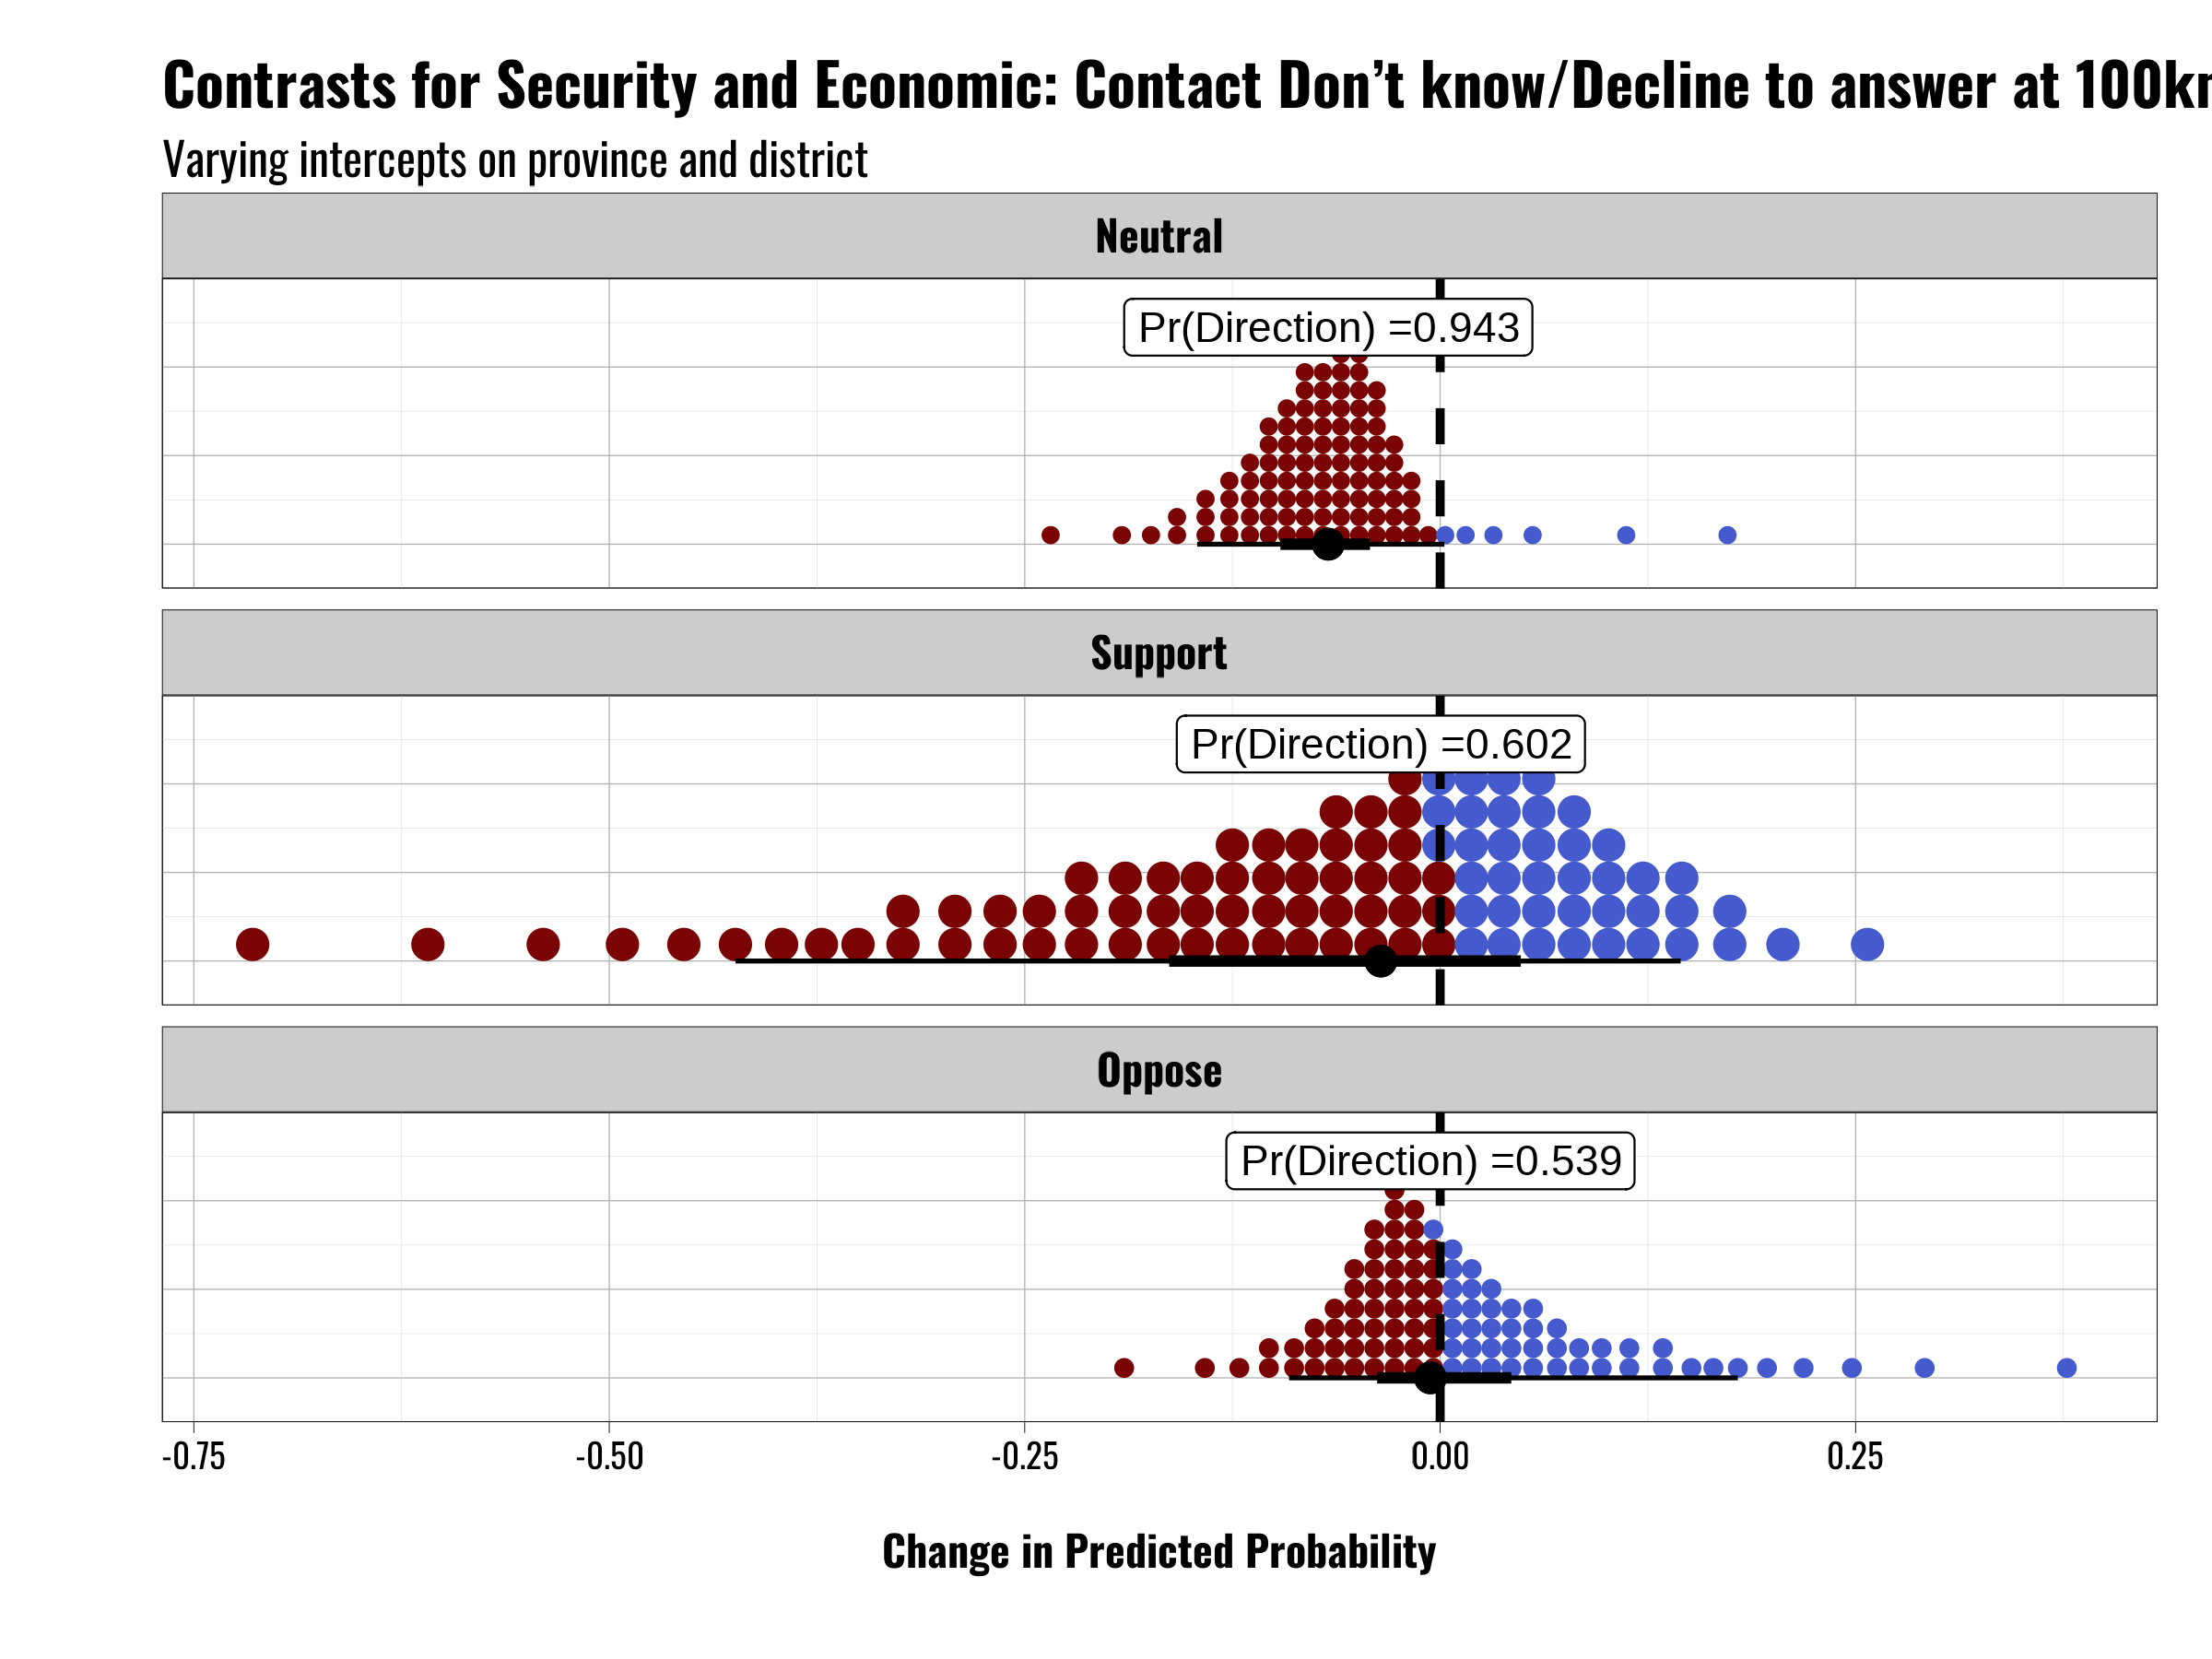 Contrasts for Security and Economic: Contact Don’t know/Decline to answer at
Varying intercepts on province and district
Neutral
Pr(Direction) =0.943
Support
Pr(Direction) =0.602
Oppose
Pr(Direction) =0.539
-0.75 -0.50 -0.25 0.00 0.25
Change in Predicted Probability